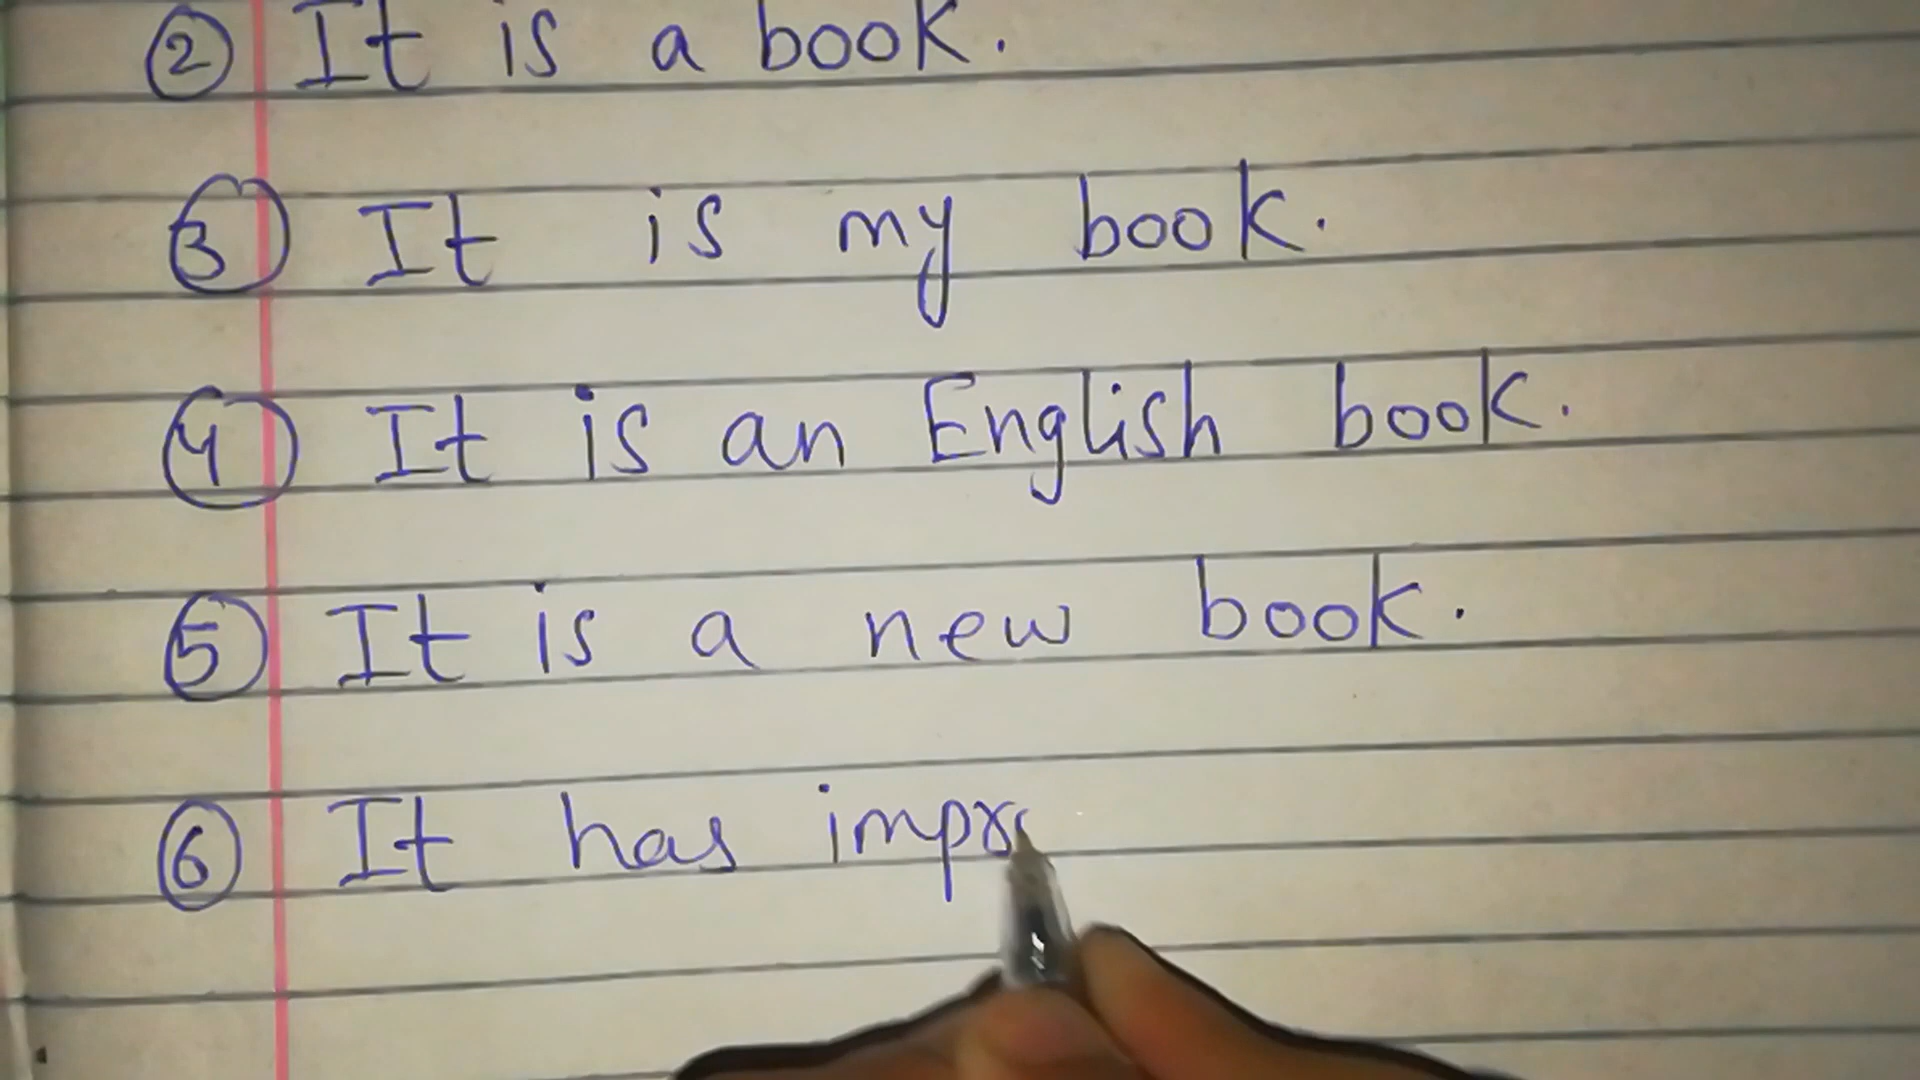 ② It is a book.
③ It is my book.
④ It is an English book.
⑤ It is a new book.
⑥ It has impro